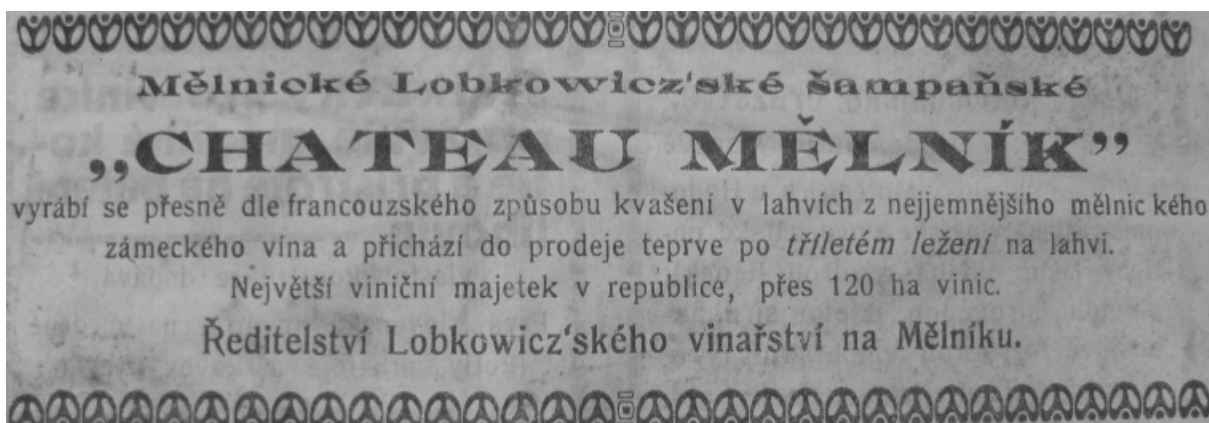 Mělnické Lobkowicz'ské šampaňské
„CHATEAU MĚLNÍK”
vyrábí se přesně dle francouzského způsobu kvašení v lahvích z nejjemnějšího mělnic kého
zámeckého vína a přichází do prodeje teprve po tříletém ležení na lahvi.
Největší viniční majetek v republice, přes 120 ha vinic.
Ředitelství Lobkowicz‘ského vinařství na Mělníku.